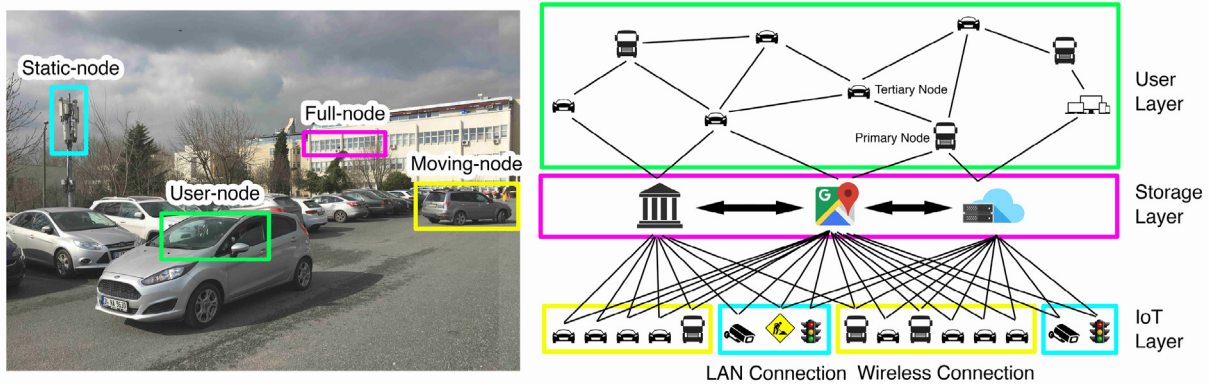 Static-node
Full-node
Moving-node
User-node
Tertiary Node
Primary Node
User
Layer
G
Storage
Layer
IoT
Layer
LAN Connection Wireless Connection